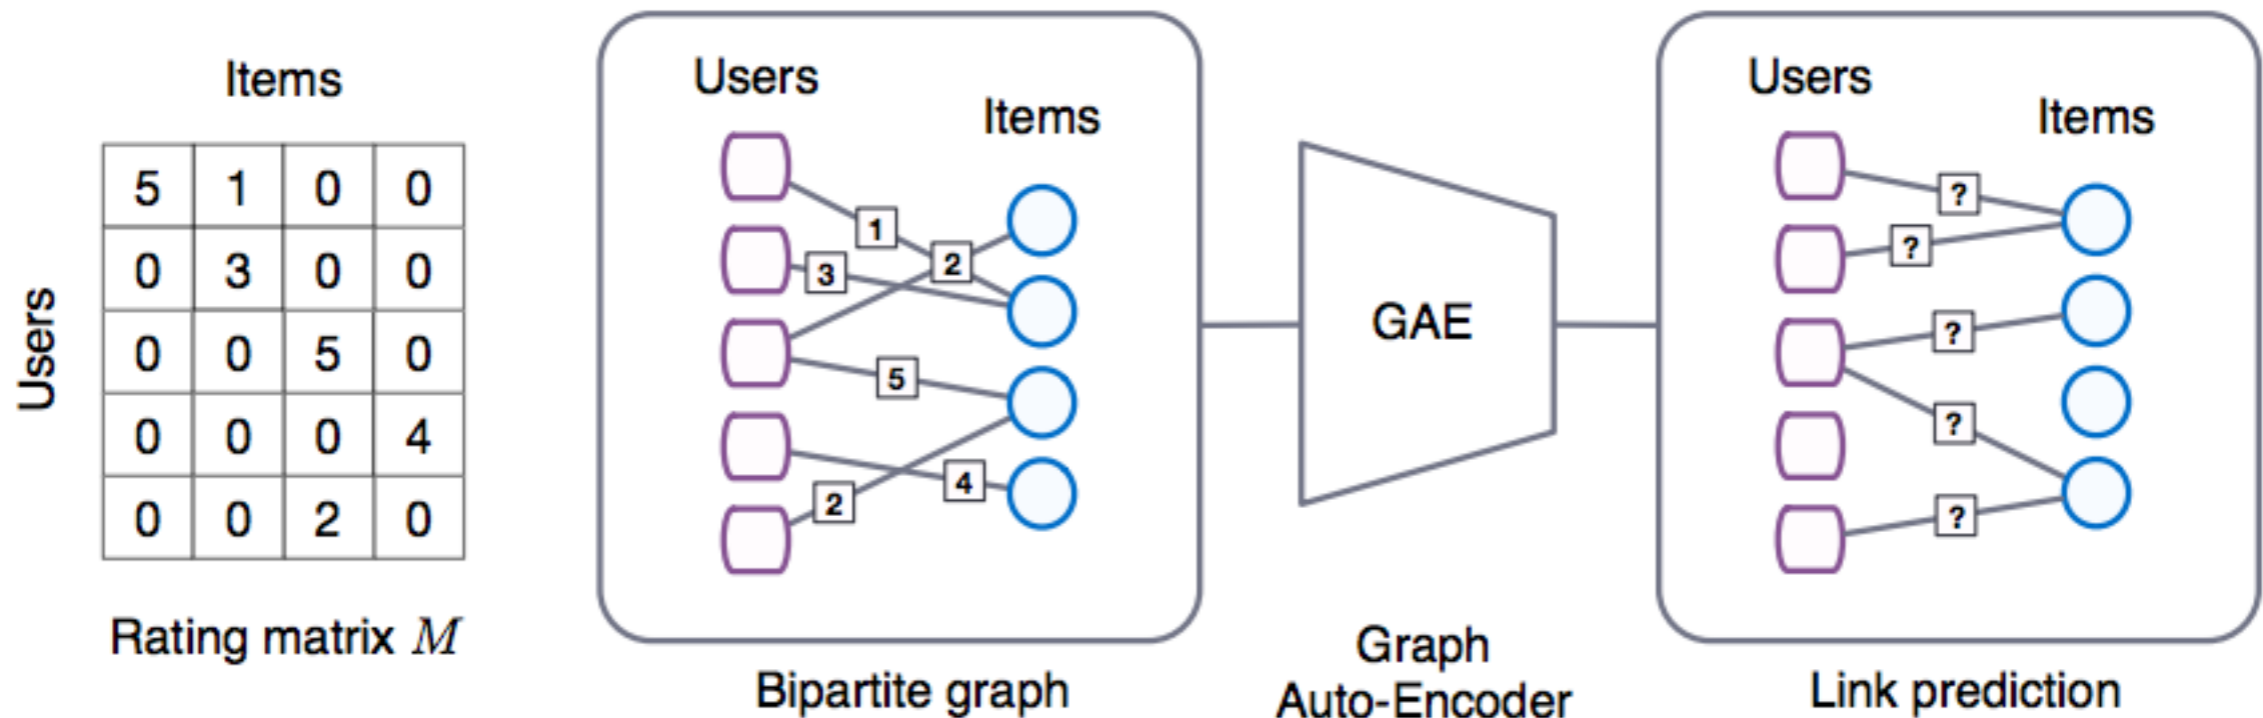 Items
Users
5 1 0 0
0 3 0 0
0 0 5 0
0 0 0 4
0 0 2 0
Rating matrix M
Users
Items
1
2
3
5
4
2
Bipartite graph
GAE
Graph
Auto-Encoder
Users
Items
?
?
?
?
?
Link prediction